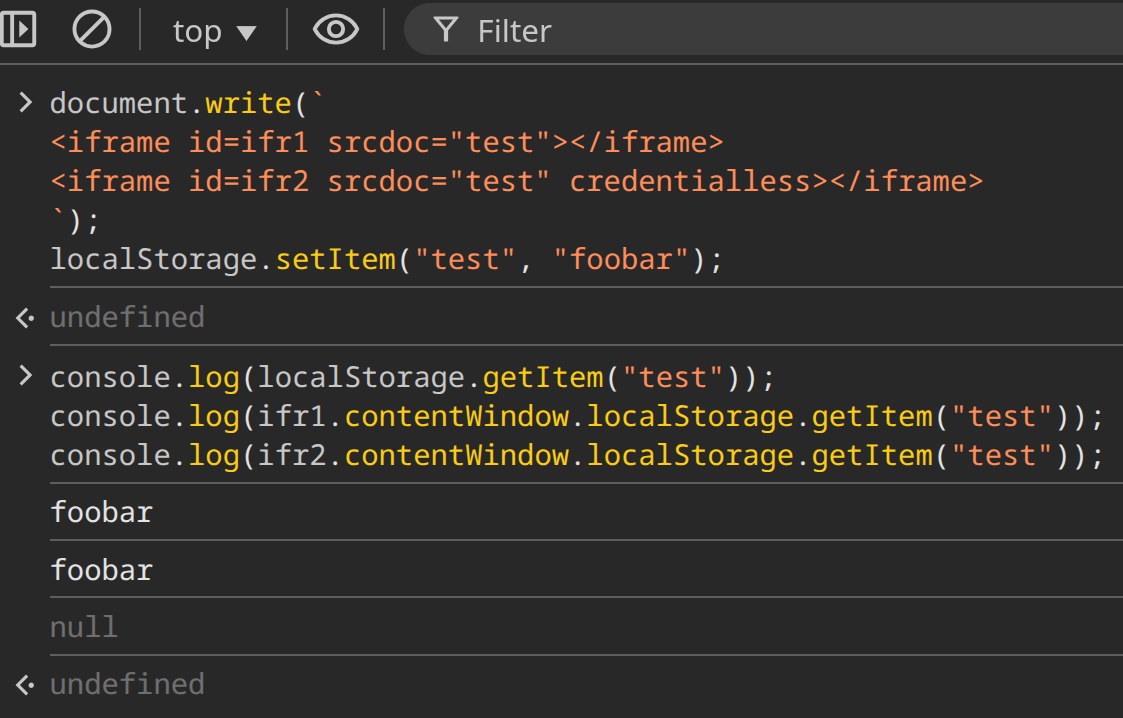 top
Filter
document.write(`
<iframe id=ifr1 srcdoc="test"></iframe>
<iframe id=ifr2 srcdoc="test" credentialless></iframe>
`);
localStorage.setItem("test", "foobar");
undefined
console.log(localStorage.getItem("test"));
console.log(ifr1.contentWindow.localStorage.getItem("test"));
console.log(ifr2.contentWindow.localStorage.getItem("test"));
foobar
foobar
null
undefined